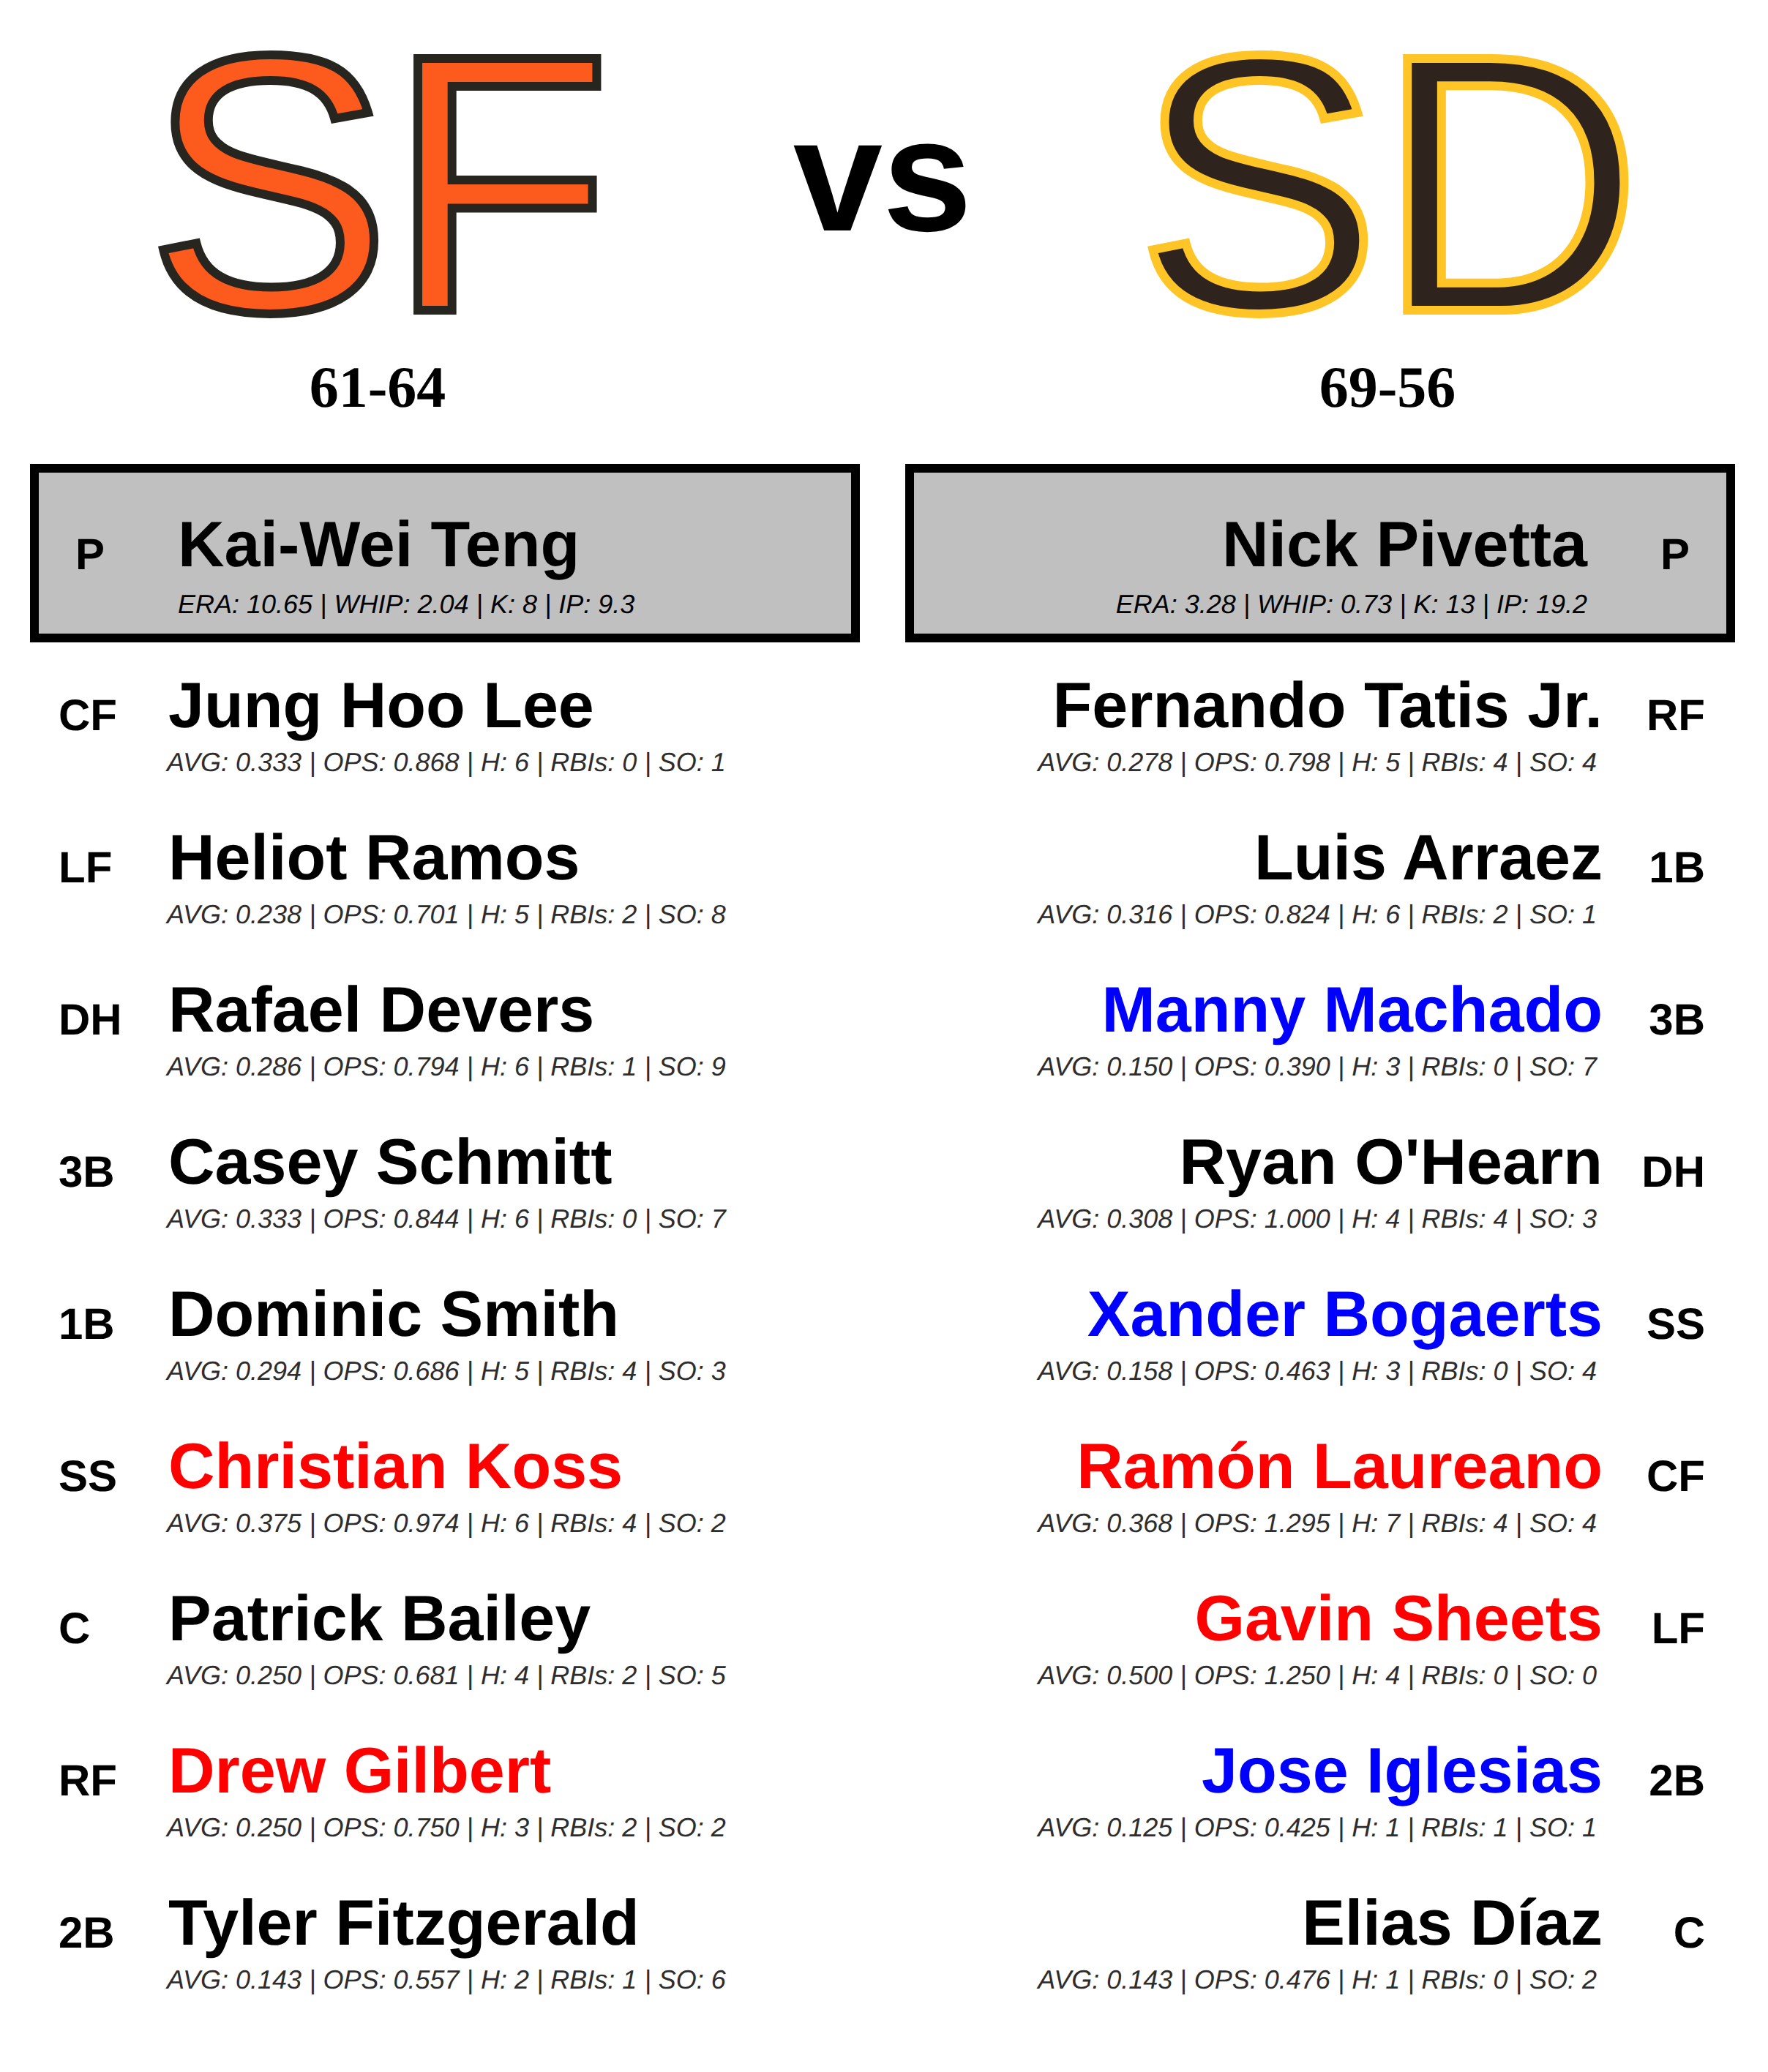 SF
vs
SD
61-64
69-56
P
Kai-Wei Teng
ERA: 10.65 | WHIP: 2.04 | K: 8 | IP: 9.3
Nick Pivetta
P
ERA: 3.28 | WHIP: 0.73 | K: 13 | IP: 19.2
CF
Jung Hoo Lee
AVG: 0.333 | OPS: 0.868 | H: 6 | RBIs: 0 | SO: 1
LF
Heliot Ramos
AVG: 0.238 | OPS: 0.701 | H: 5 | RBIs: 2 | SO: 8
DH
Rafael Devers
AVG: 0.286 | OPS: 0.794 | H: 6 | RBIs: 1 | SO: 9
3B
Casey Schmitt
AVG: 0.333 | OPS: 0.844 | H: 6 | RBIs: 0 | SO: 7
1B
Dominic Smith
AVG: 0.294 | OPS: 0.686 | H: 5 | RBIs: 4 | SO: 3
SS
Christian Koss
AVG: 0.375 | OPS: 0.974 | H: 6 | RBIs: 4 | SO: 2
C
Patrick Bailey
AVG: 0.250 | OPS: 0.681 | H: 4 | RBIs: 2 | SO: 5
RF
Drew Gilbert
AVG: 0.250 | OPS: 0.750 | H: 3 | RBIs: 2 | SO: 2
2B
Tyler Fitzgerald
AVG: 0.143 | OPS: 0.557 | H: 2 | RBIs: 1 | SO: 6
Fernando Tatis Jr.
RF
AVG: 0.278 | OPS: 0.798 | H: 5 | RBIs: 4 | SO: 4
Luis Arraez
1B
AVG: 0.316 | OPS: 0.824 | H: 6 | RBIs: 2 | SO: 1
Manny Machado
3B
AVG: 0.150 | OPS: 0.390 | H: 3 | RBIs: 0 | SO: 7
Ryan O'Hearn
DH
AVG: 0.308 | OPS: 1.000 | H: 4 | RBIs: 4 | SO: 3
Xander Bogaerts
SS
AVG: 0.158 | OPS: 0.463 | H: 3 | RBIs: 0 | SO: 4
Ramón Laureano
CF
AVG: 0.368 | OPS: 1.295 | H: 7 | RBIs: 4 | SO: 4
Gavin Sheets
LF
AVG: 0.500 | OPS: 1.250 | H: 4 | RBIs: 0 | SO: 0
Jose Iglesias
2B
AVG: 0.125 | OPS: 0.425 | H: 1 | RBIs: 1 | SO: 1
Elias Díaz
C
AVG: 0.143 | OPS: 0.476 | H: 1 | RBIs: 0 | SO: 2